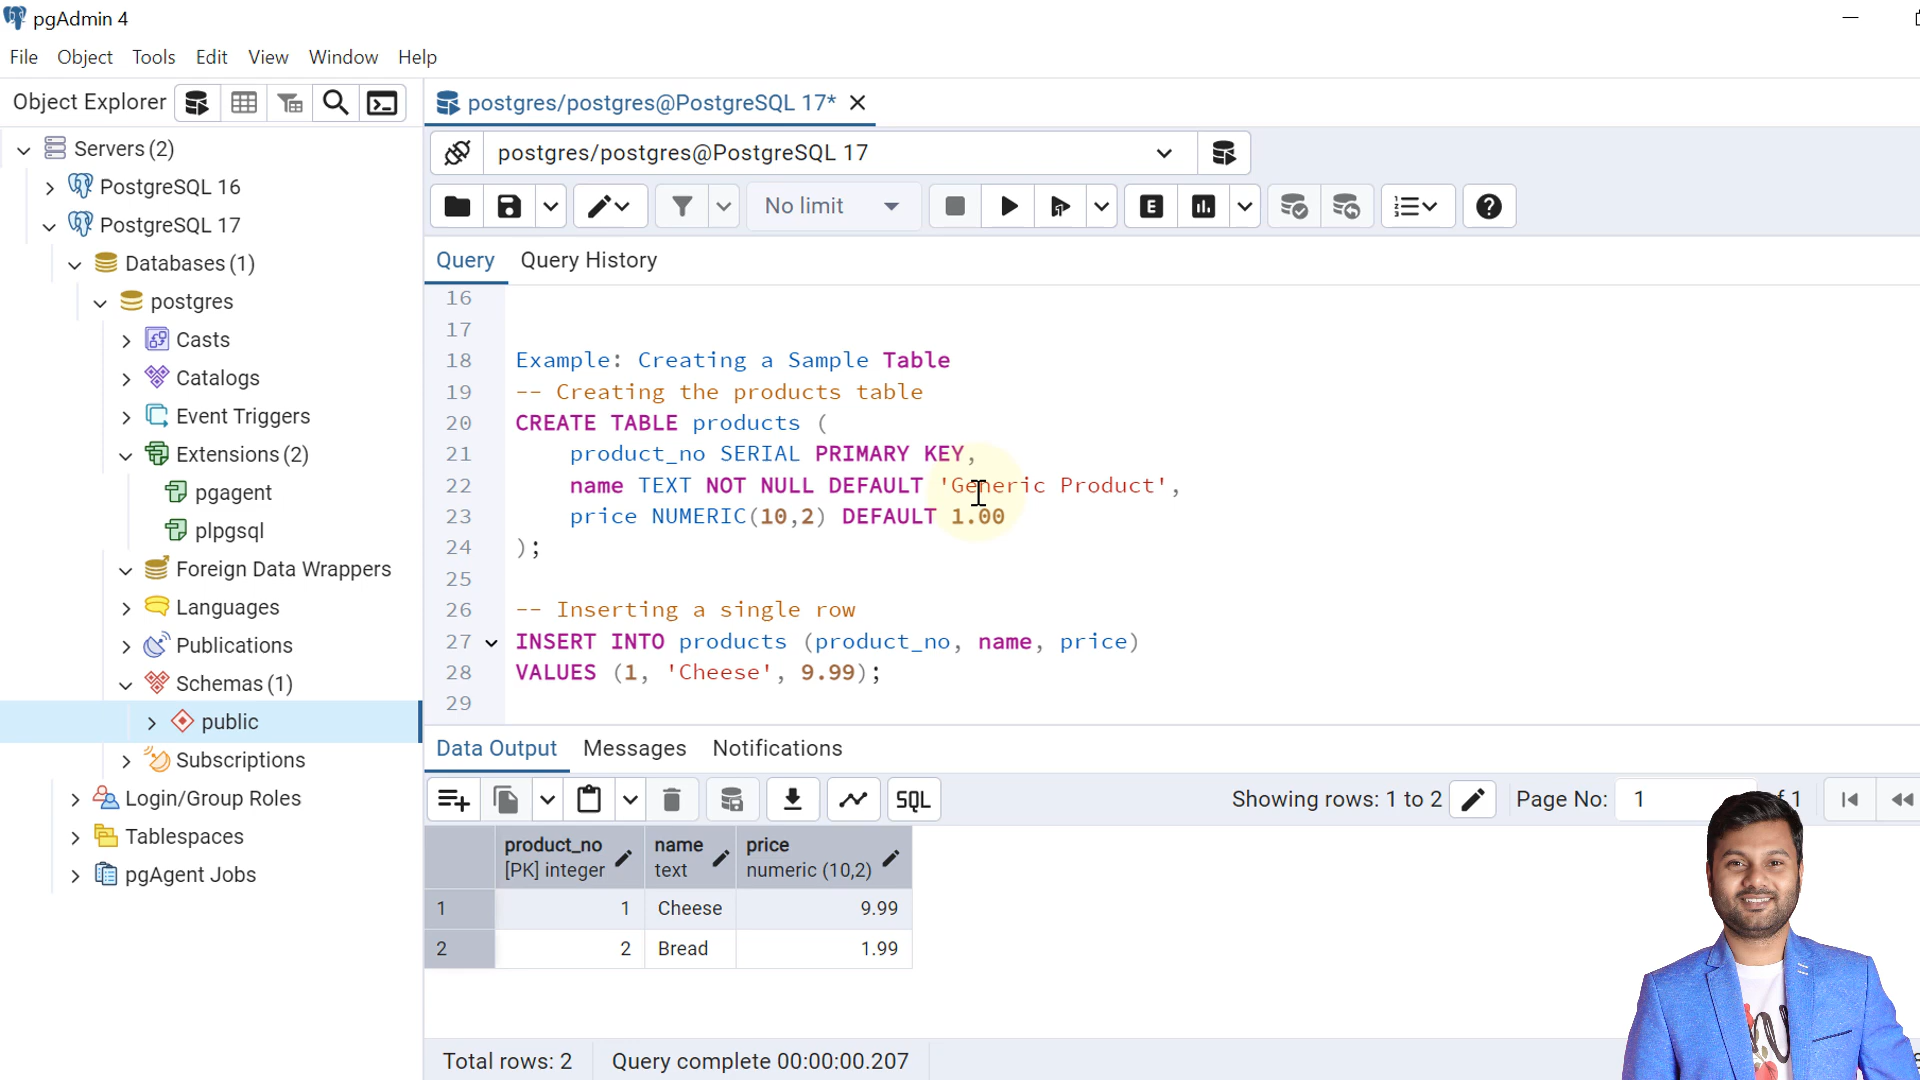 pgAdmin 4
File Object Tools Edit View Window Help
Object Explorer
postgres/postgres@PostgreSQL 17*
Servers (2)
PostgreSQL 16
PostgreSQL 17
Databases (1)
postgres
Casts
Catalogs
Event Triggers
Extensions (2)
pgagent
plpgsql
Foreign Data Wrappers
Languages
Publications
Schemas (1)
public
Subscriptions
Login/Group Roles
Tablespaces
pgAgent Jobs
postgres/postgres@PostgreSQL 17
No limit
E
Query Query History
16
17
18 Example: Creating a Sample Table
19 -- Creating the products table
20 CREATE TABLE products (
21 product_no SERIAL PRIMARY KEY,
22 name TEXT NOT NULL DEFAULT 'Generic Product',
23 price NUMERIC(10,2) DEFAULT 1.00
24 );
25
26 -- Inserting a single row
27 INSERT INTO products (product_no, name, price)
28 VALUES (1, 'Cheese', 9.99);
29
Data Output Messages Notifications
SQL Showing rows: 1 to 2 Page No: 1 of 1
product_no name price
[PK] integer text numeric (10,2)
1 1 Cheese 9.99
2 2 Bread 1.99
Total rows: 2 Query complete 00:00:00.207